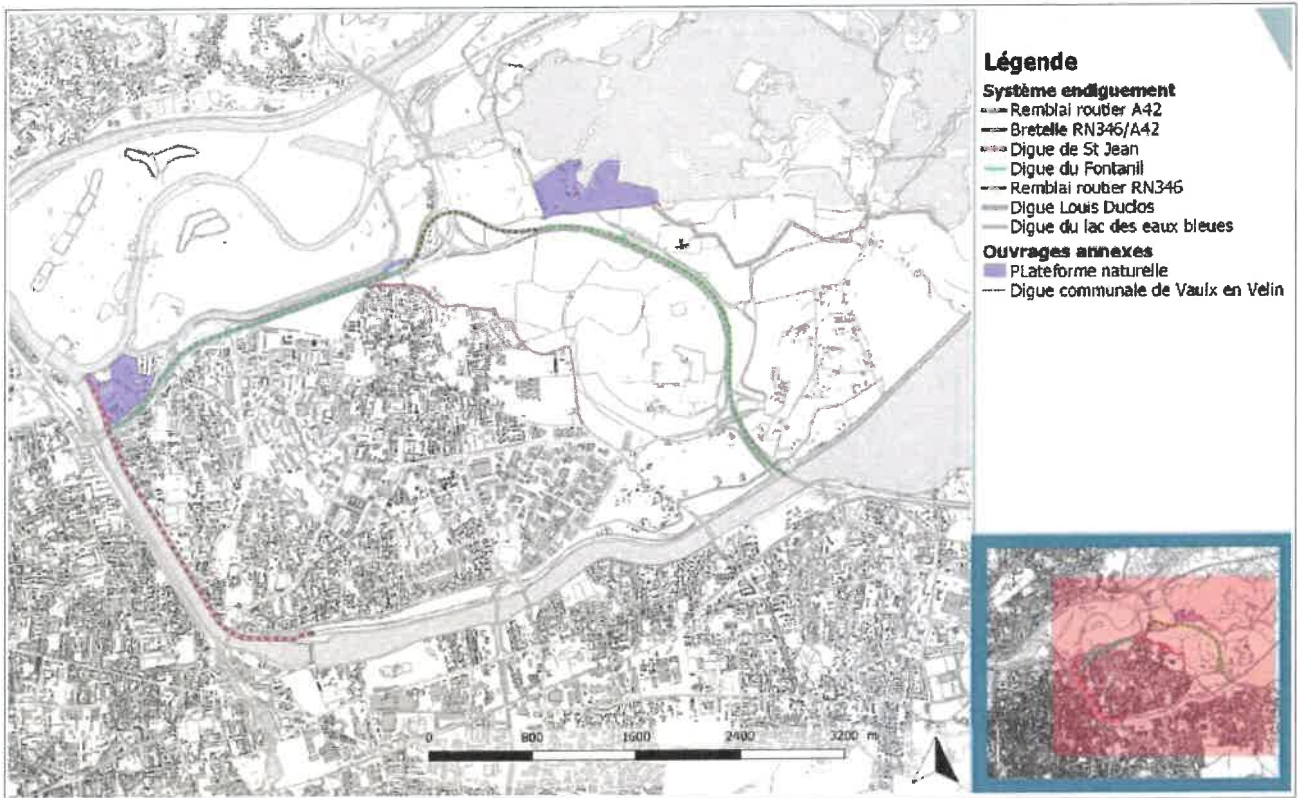 Légende
Système endiguement
Remblai routier A42
Bretelle RN346/A42
Digue de St Jean
Digue du Fontanil
Remblai routier RN346
Digue Louis Duclos
Digue du lac des eaux bleues
Ouvrages annexes
PLateforme naturelle
Digue communale de Vaulx en Velin
0 800 1600 2400 3200 m